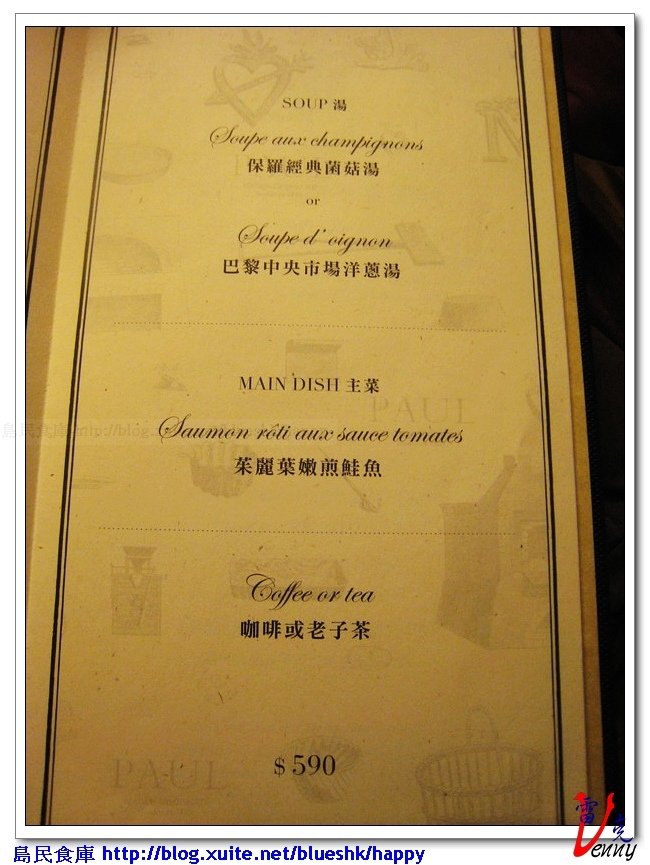 SOUP 湯
Soupe aux champignons
保羅經典菌菇湯
or
Soupe d' oignon
巴黎中央市場洋蔥湯
MAIN DISH 主菜
PAUL
Saumon rôti aux sauce tomates
茱麗葉嫩煎鮭魚
Coffee or tea
咖啡或老子茶
PAUL
$ 590
雷
Venny
島民食庫 http://blog.xuite.net/blueshk/happy